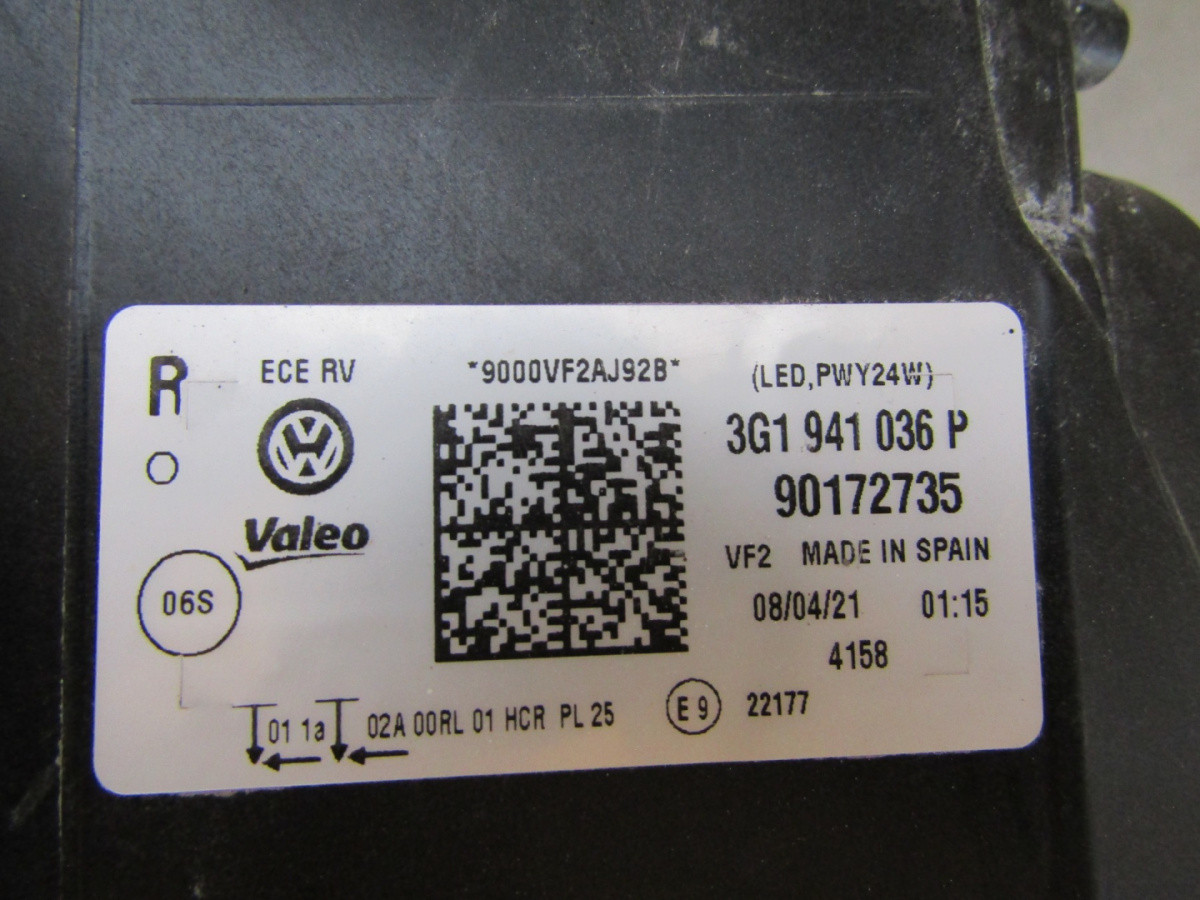 R
ECE RV
*9000VF2AJ92B*
(LED,PWY24W)
3G1 941 036 P
90172735
Valeo
VF2 MADE IN SPAIN
06S
08/04/21 01:15
4158
01 1a 02A 00RL 01 HCR PL 25
E9 22177